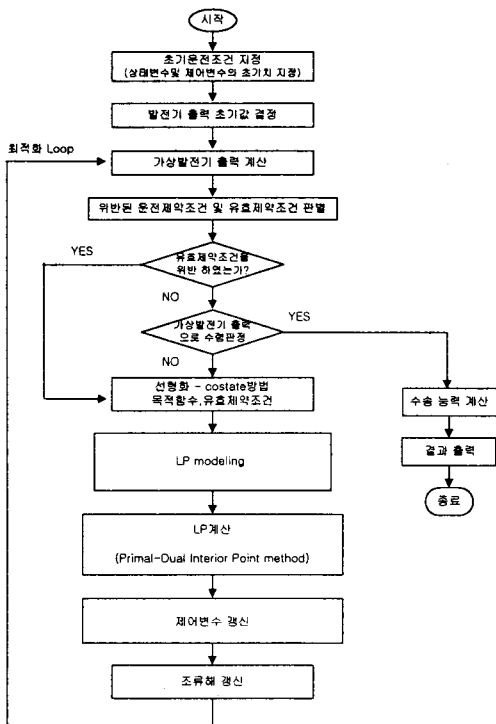 시작
초기운전조건 지정
(상태변수및 제어변수의 초기치 지정)
발전기 출력 초기값 결정
최적화 Loop
가상발전기 출력 계산
위반된 운전제약조건 및 유효제약조건 판별
YES
유효제약조건을
위반 하였는가?
NO
YES
가상발전기 출력
으로 수렴판정
NO
선형화 - costate방법
목적함수,유효제약조건
수송 능력 계산
LP modeling
결과 출력
종료
LP계산
(Primal-Dual Interior Point method)
제어변수 갱신
조류해 갱신